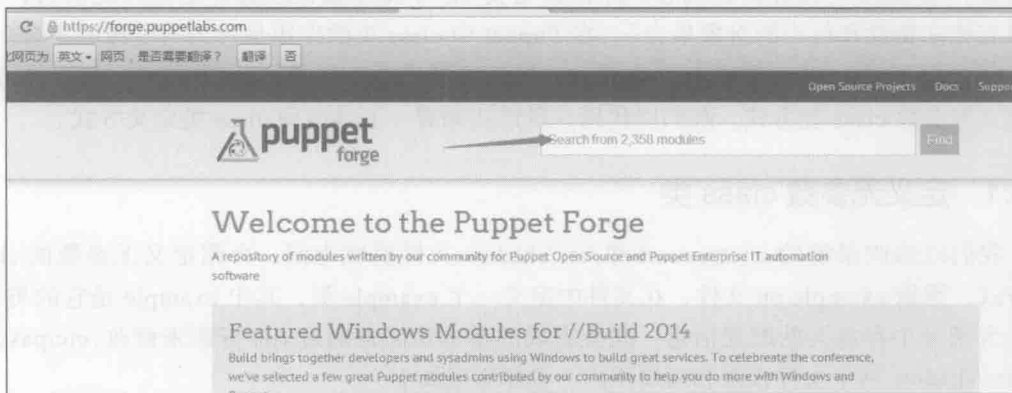 https://forge.puppetlabs.com
网页为 英文 网页，是否需要翻译？ 翻译 否
Open Source Projects Docs Suppo
puppet
forge
Search from 2,358 modules
Find
Welcome to the Puppet Forge
A repository of modules written by our community for Puppet Open Source and Puppet Enterprise IT automation
software
Featured Windows Modules for //Build 2014
Build brings together developers and sysadmins using Windows to build great services. To celebrate the conference,
we've selected a few great Puppet modules contributed by our community to help you do more with Windows and